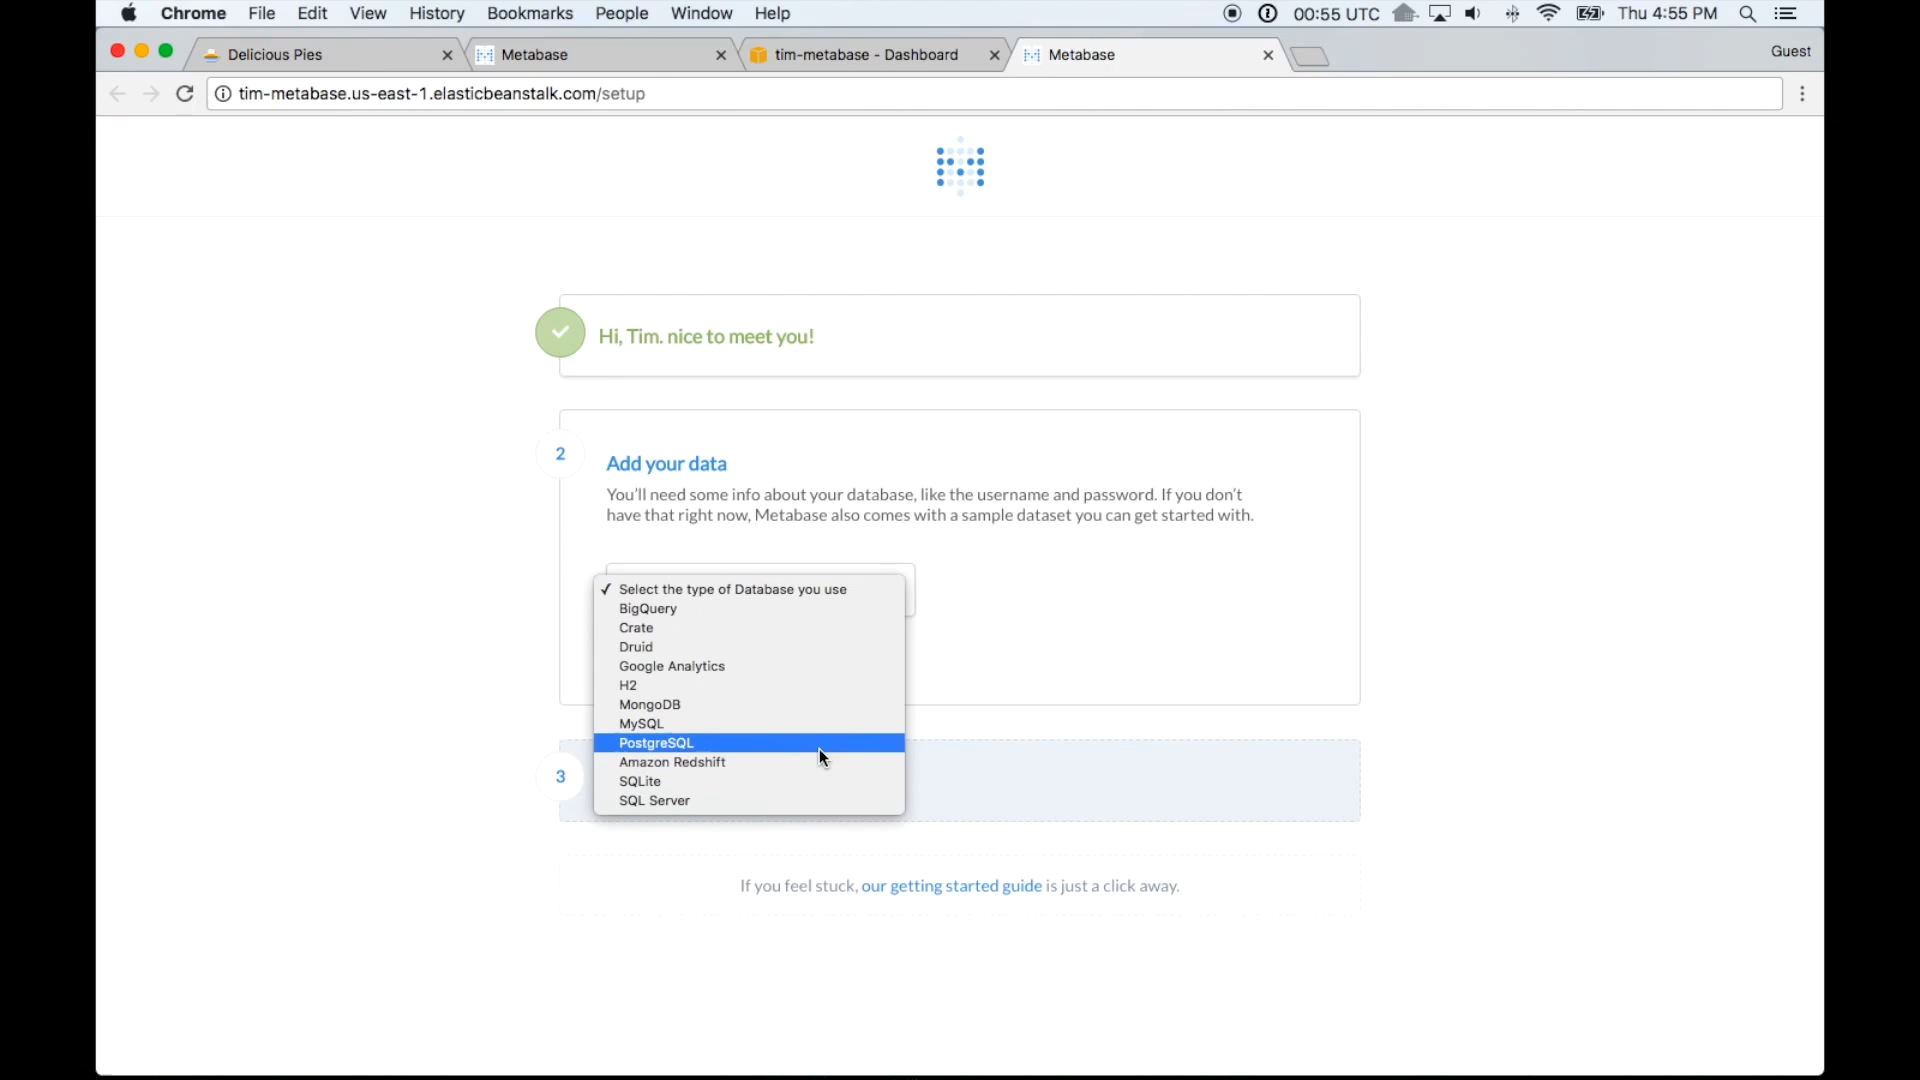 Chrome File Edit View History Bookmarks People Window Help 00:55 UTC Thu 4:55 PM
Delicious Pies Metabase tim-metabase - Dashboard Metabase Guest
tim-metabase.us-east-1.elasticbeanstalk.com/setup
Hi, Tim. nice to meet you!
2
Add your data
You'll need some info about your database, like the username and password. If you don't
have that right now, Metabase also comes with a sample dataset you can get started with.
✓ Select the type of Database you use
BigQuery
Crate
Druid
Google Analytics
H2
MongoDB
MySQL
PostgreSQL
Amazon Redshift
3
SQLite
SQL Server
If you feel stuck, our getting started guide is just a click away.